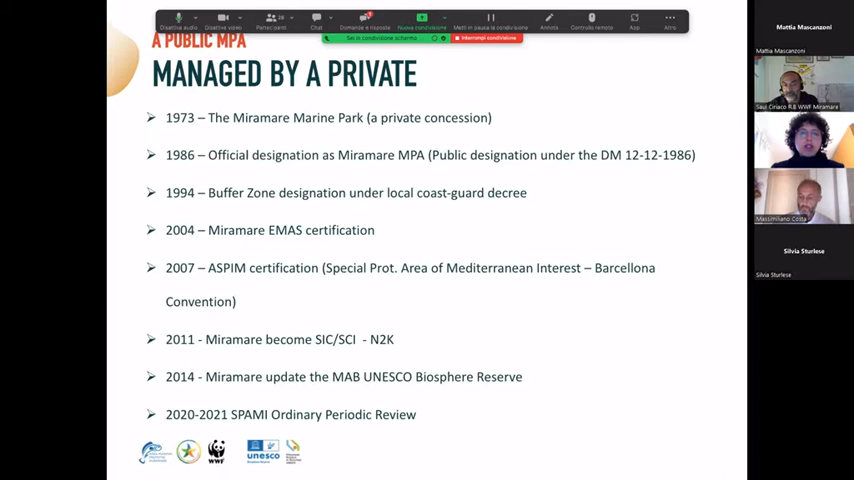 Disattiva audio
Disattiva video
Partecipanti
38
Chat
Domande e risposte
Nuova condivisione
Metti in pausa la condivisione
Annota
Controllo remoto
App
Altro
Sei in condivisione schermo
Interrompi condivisione
A PUBLIC MPA
MANAGED BY A PRIVATE
1973 – The Miramare Marine Park (a private concession)
1986 – Official designation as Miramare MPA (Public designation under the DM 12-12-1986)
1994 – Buffer Zone designation under local coast-guard decree
2004 – Miramare EMAS certification
2007 – ASPIM certification (Special Prot. Area of Mediterranean Interest – Barcellona
Convention)
2011 - Miramare become SIC/SCI - N2K
2014 - Miramare update the MAB UNESCO Biosphere Reserve
2020-2021 SPAMI Ordinary Periodic Review
WWF
unesco
Mattia Mascanzoni
Mattia Mascanzoni
Saul Ciriaco R.B WWF Miramare
Massimiliano Costa
Silvia Sturlese
Silvia Sturlese